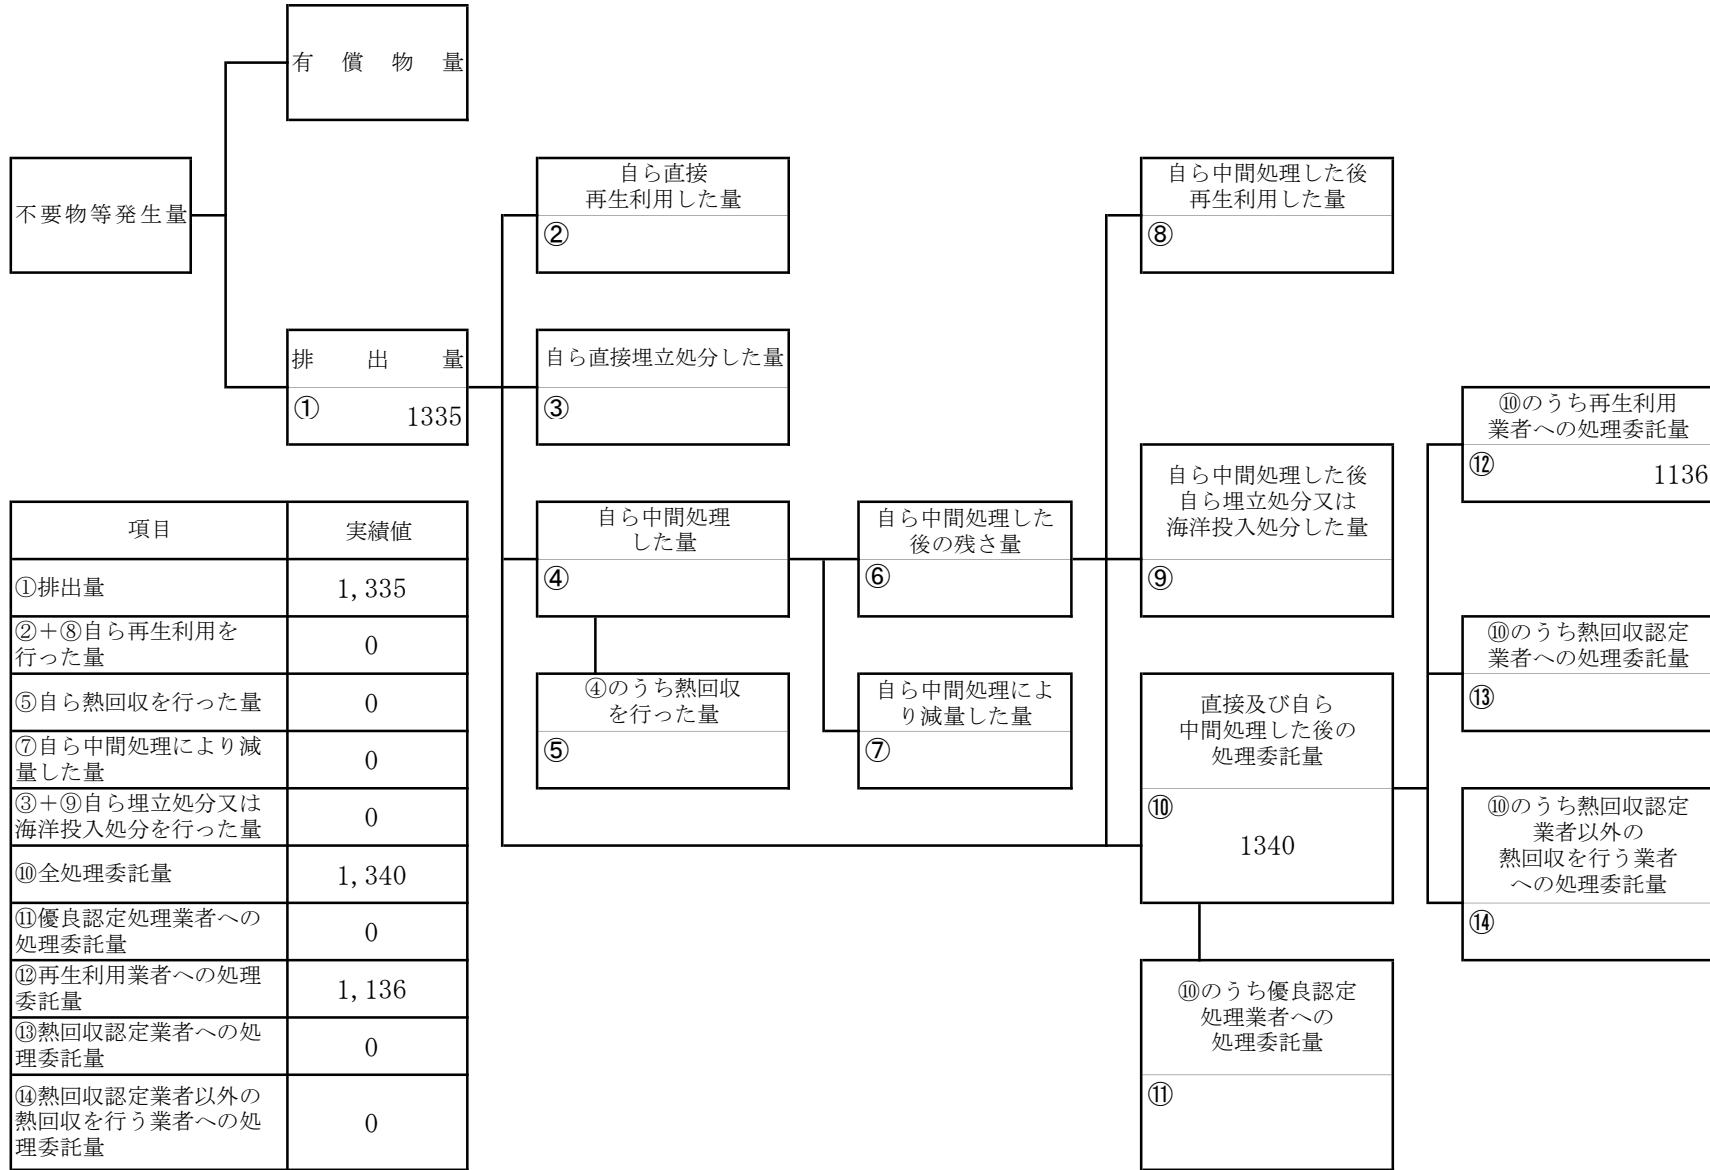 有償物量
不要物等発生量
排出量
① 1335
自ら直接
再生利用した量
②
自ら直接埋立処分した量
③
自ら中間処理
した量
④
④のうち熱回収
を行った量
⑤
自ら中間処理した
後の残さ量
⑥
自ら中間処理によ
り減量した量
⑦
自ら中間処理した後
再生利用した量
⑧
自ら中間処理した後
自ら埋立処分又は
海洋投入処分した量
⑨
直接及び自ら
中間処理した後の
処理委託量
⑩
1340
⑩のうち優良認定
処理業者への
処理委託量
⑪
⑩のうち再生利用
業者への処理委託量
⑫ 1136
⑩のうち熱回収認定
業者への処理委託量
⑬
⑩のうち熱回収認定
業者以外の
熱回収を行う業者
への処理委託量
⑭
項目 実績値
①排出量 1,335
②+⑧自ら再生利用を
行った量 0
⑤自ら熱回収を行った量 0
⑦自ら中間処理により減
量した量 0
③+⑨自ら埋立処分又は
海洋投入処分を行った量 0
⑩全処理委託量 1,340
⑪優良認定処理業者への
処理委託量 0
⑫再生利用業者への処理
委託量 1,136
⑬熱回収認定業者への処
理委託量 0
⑭熱回収認定業者以外の
熱回収を行う業者への処
理委託量 0